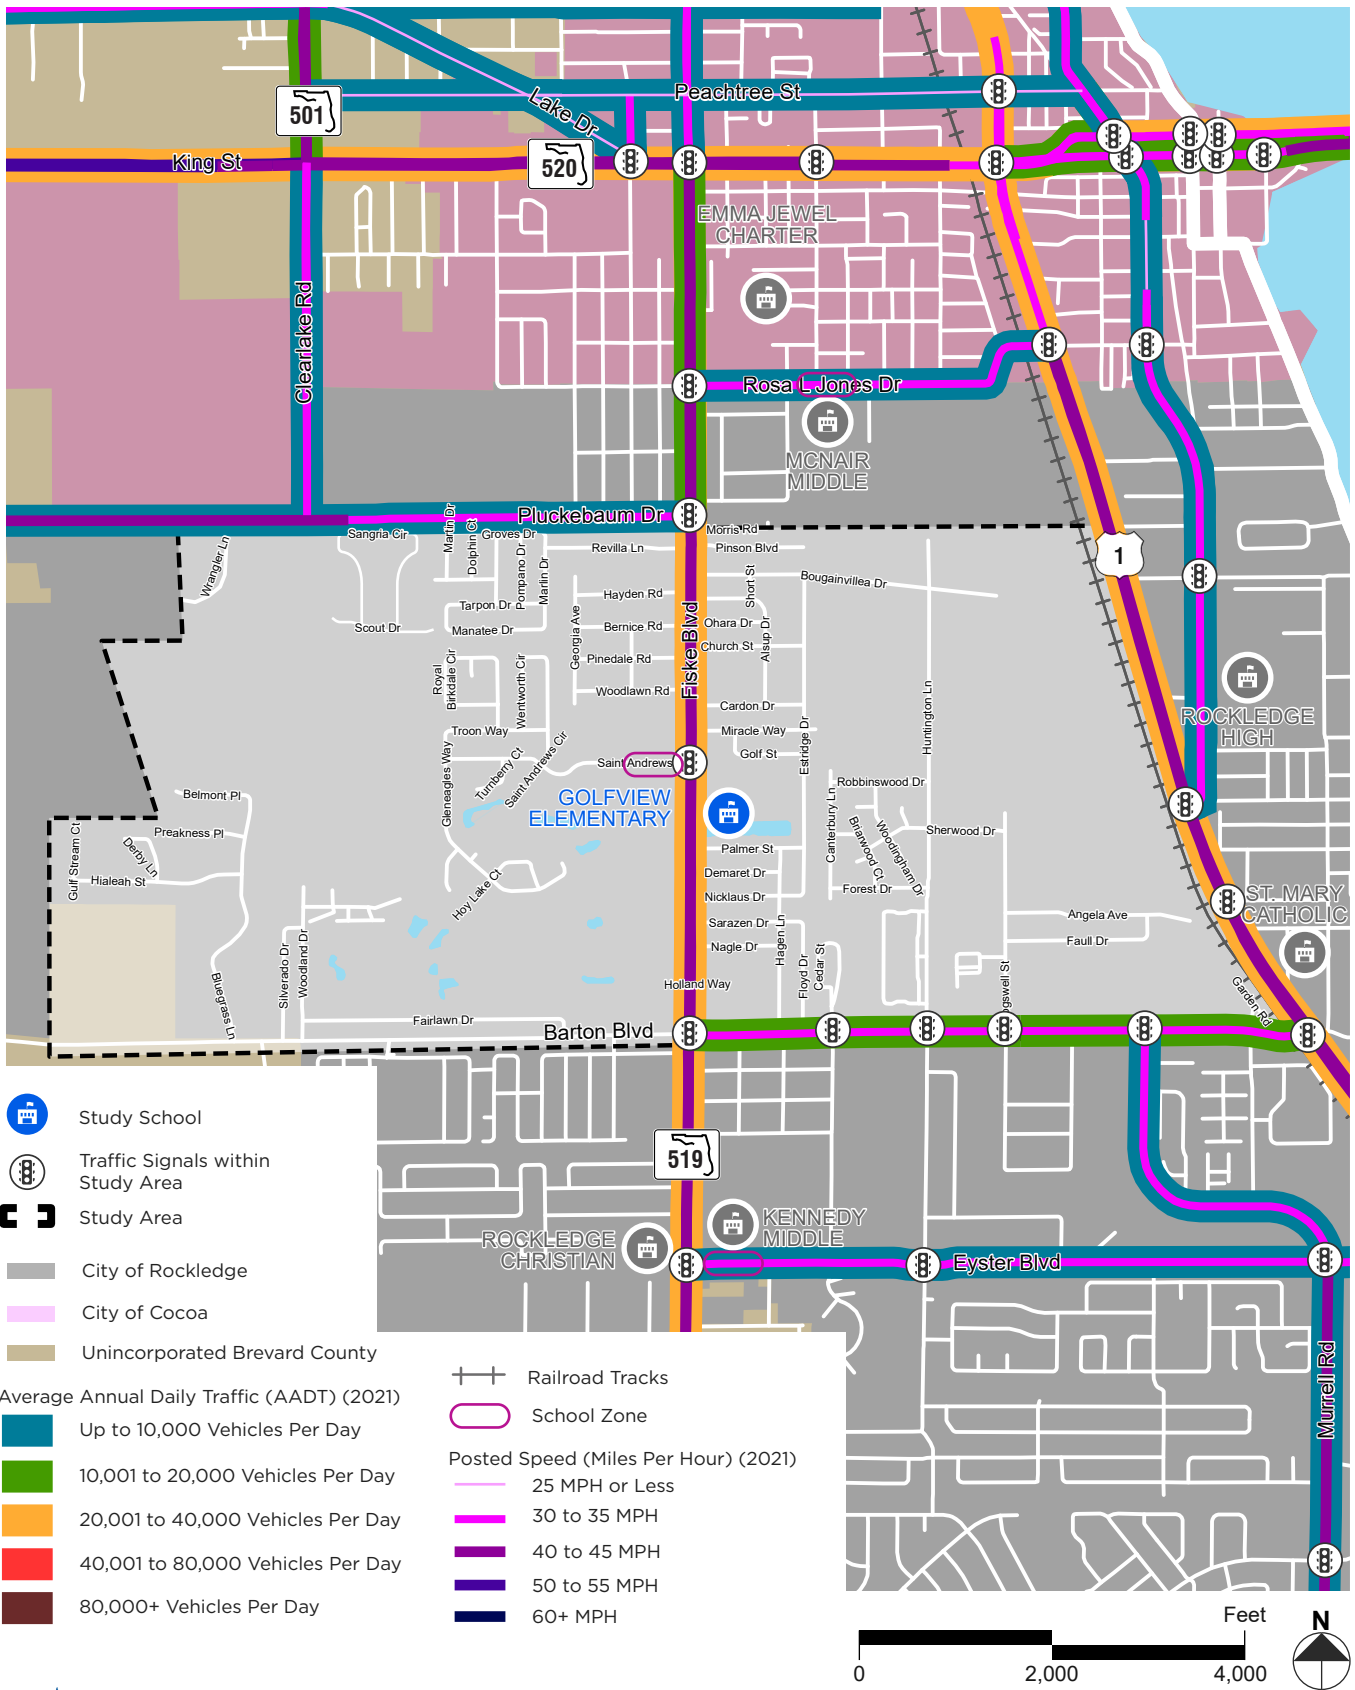 Peachtree St
501
Lake Dr
King St
520
EMMA JEWEL
CHARTER
Clearlake Rd
Rosa L Jones Dr
MCNAIR
MIDDLE
Pluckebaum Dr
Morris Rd
Wrangler Ln
Sangria Cir
Martin Dr
Dolphin Ct
Groves Dr
Pompano Dr
Marlin Dr
Revilla Ln
Pinson Blvd
1
Short St
Bougainvillea Dr
Hayden Rd
Tarpon Dr
Georgia Ave
Scout Dr
Manatee Dr
Bernice Rd
Fiske Blvd
Ohara Dr
Alsup Dr
Church St
Royal
Birkdale Cir
Wentworth Cir
Pinedale Rd
Woodlawn Rd
Huntington Ln
Cardon Dr
ROCKLEDGE
HIGH
Troon Way
Miracle Way
Estridge Dr
Gleneagles Way
Turnberry Ct
Saint Andrews Cir
Saint Andrews
Golf St
GOLFVIEW
ELEMENTARY
Robbinswood Dr
Canterbury Ln
Belmont Pl
Preakness Pl
Gulf Stream Ct
Derby Ln
Hialeah St
Briarwood Ct
Woodingham Dr
Sherwood Dr
Palmer St
Demaret Dr
Hoy Lake Ct
Nicklaus Dr
Forest Dr
ST. MARY
CATHOLIC
Sarazen Dr
Hagen Ln
Angela Ave
Faull Dr
Nagle Dr
Floyd Dr
Cedar St
Silverado Dr
Woodland Dr
Bluegrass Ln
Holland Way
ogswell St
Garden Rd
Fairlawn Dr
Barton Blvd
519
ROCKLEDGE
CHRISTIAN
KENNEDY
MIDDLE
Eyster Blvd
Murrell Rd
Study School
Traffic Signals within
Study Area
Study Area
City of Rockledge
City of Cocoa
Unincorporated Brevard County
Average Annual Daily Traffic (AADT) (2021)
Up to 10,000 Vehicles Per Day
10,001 to 20,000 Vehicles Per Day
20,001 to 40,000 Vehicles Per Day
40,001 to 80,000 Vehicles Per Day
80,000+ Vehicles Per Day
Railroad Tracks
School Zone
Posted Speed (Miles Per Hour) (2021)
25 MPH or Less
30 to 35 MPH
40 to 45 MPH
50 to 55 MPH
60+ MPH
Feet
0
2,000
4,000
N